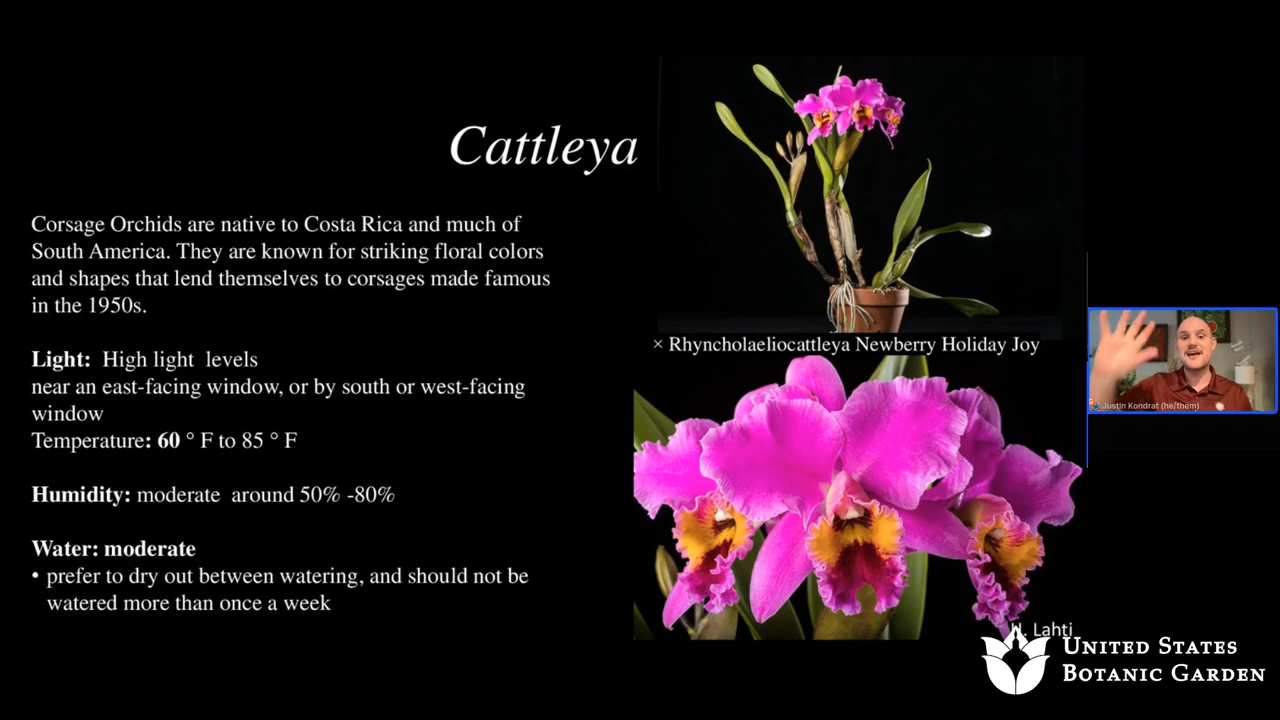 Cattleya
Corsage Orchids are native to Costa Rica and much of
South America. They are known for striking floral colors
and shapes that lend themselves to corsages made famous
in the 1950s.
Light: High light levels
near an east-facing window, or by south or west-facing
window
Temperature: 60 ° F to 85 ° F
Humidity: moderate around 50% -80%
Water: moderate
• prefer to dry out between watering, and should not be
watered more than once a week
× Rhyncholaeliocattleya Newberry Holiday Joy
Justin Kondrat (he/them)
Lahti
UNITED STATES
BOTANIC GARDEN